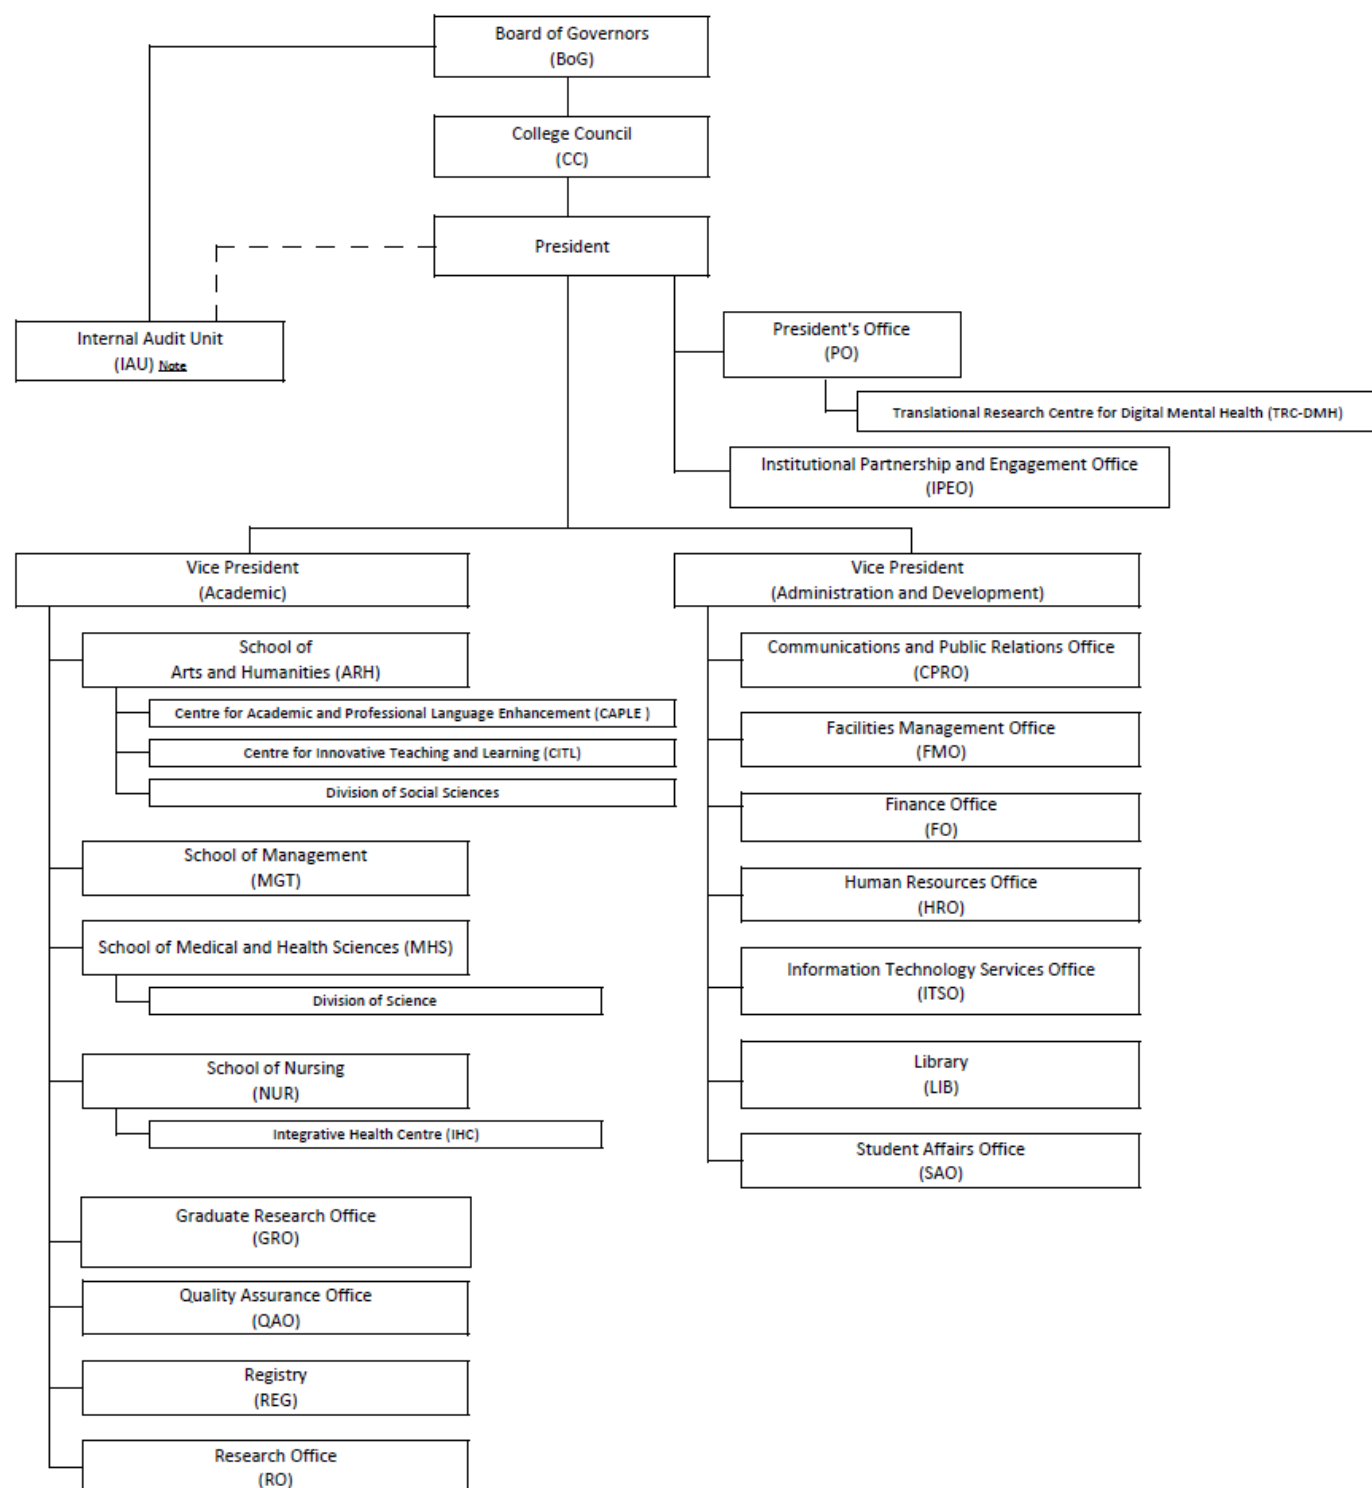 Board of Governors
(BoG)
College Council
(CC)
President
Internal Audit Unit
(IAU) Note
President's Office
(PO)
Translational Research Centre for Digital Mental Health (TRC-DMH)
Institutional Partnership and Engagement Office
(IPEO)
Vice President
(Academic)
School of
Arts and Humanities (ARH)
Centre for Academic and Professional Language Enhancement (CAPLE )
Centre for Innovative Teaching and Learning (CITL)
Division of Social Sciences
School of Management
(MGT)
School of Medical and Health Sciences (MHS)
Division of Science
School of Nursing
(NUR)
Integrative Health Centre (IHC)
Graduate Research Office
(GRO)
Quality Assurance Office
(QAO)
Registry
(REG)
Research Office
(RO)
Vice President
(Administration and Development)
Communications and Public Relations Office
(CPRO)
Facilities Management Office
(FMO)
Finance Office
(FO)
Human Resources Office
(HRO)
Information Technology Services Office
(ITSO)
Library
(LIB)
Student Affairs Office
(SAO)